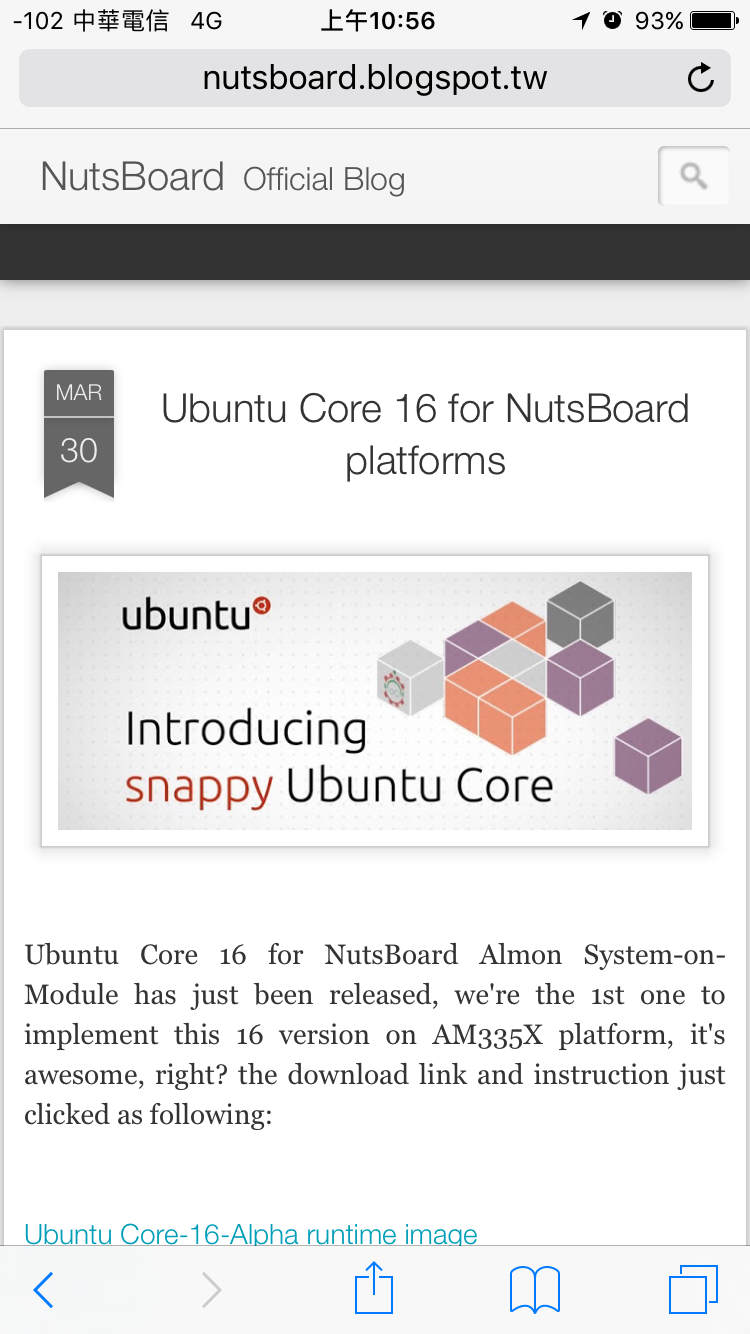 -102 中華電信 4G 上午10:56 93%
nutsboard.blogspot.tw
NutsBoard Official Blog
MAR
30
Ubuntu Core 16 for NutsBoard
platforms
ubuntu
Introducing
snappy Ubuntu Core
Ubuntu Core 16 for NutsBoard Almon System-on-
Module has just been released, we're the 1st one to
implement this 16 version on AM335X platform, it's
awesome, right? the download link and instruction just
clicked as following:
Ubuntu Core-16-Alpha runtime image